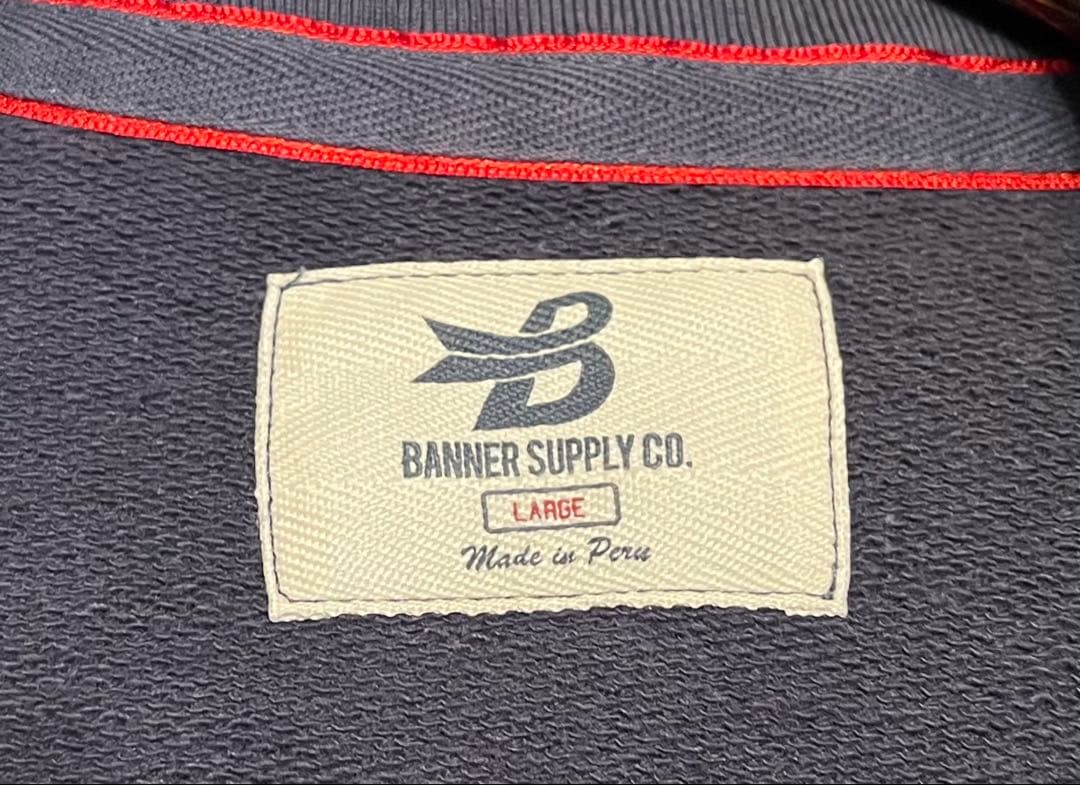 B
BANNER SUPPLY CO.
LARGE
Made in Peru